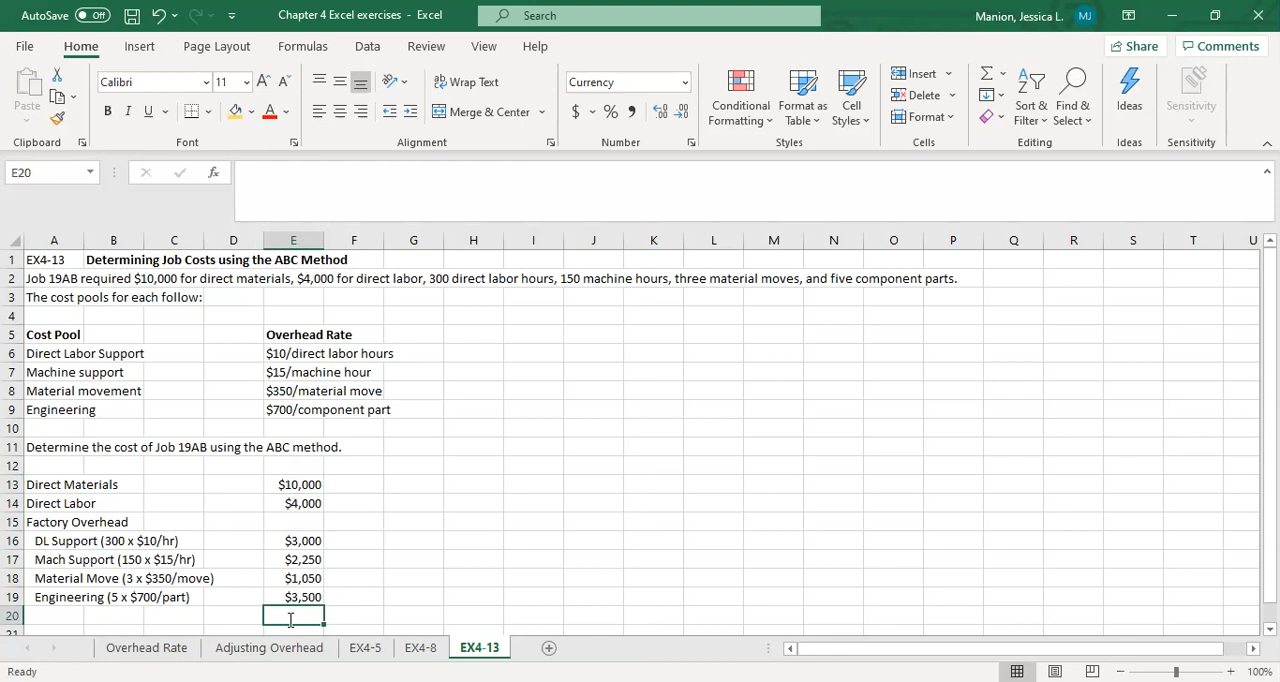 AutoSave Off Chapter 4 Excel exercises - Excel Search Manion, Jessica L. MJ
File Home Insert Page Layout Formulas Data Review View Help Share Comments
Paste Calibri 11 A A Wrap Text Currency Conditional Formatting Format as Table Cell Styles Insert Delete Format Sort & Filter Find & Select Ideas Sensitivity
B I U A Merge & Center $ % ,
Clipboard Font Alignment Number Styles Cells Editing Ideas Sensitivity
E20 fx
A B C D E F G H I J K L M N O P Q R S T U
1 EX4-13 Determining Job Costs using the ABC Method
2 Job 19AB required $10,000 for direct materials, $4,000 for direct labor, 300 direct labor hours, 150 machine hours, three material moves, and five component parts.
3 The cost pools for each follow:
4
5 Cost Pool Overhead Rate
6 Direct Labor Support $10/direct labor hours
7 Machine support $15/machine hour
8 Material movement $350/material move
9 Engineering $700/component part
10
11 Determine the cost of Job 19AB using the ABC method.
12
13 Direct Materials $10,000
14 Direct Labor $4,000
15 Factory Overhead
16 DL Support (300 x $10/hr) $3,000
17 Mach Support (150 x $15/hr) $2,250
18 Material Move (3 x $350/move) $1,050
19 Engineering (5 x $700/part) $3,500
20
21
Overhead Rate Adjusting Overhead EX4-5 EX4-8 EX4-13
Ready 100%